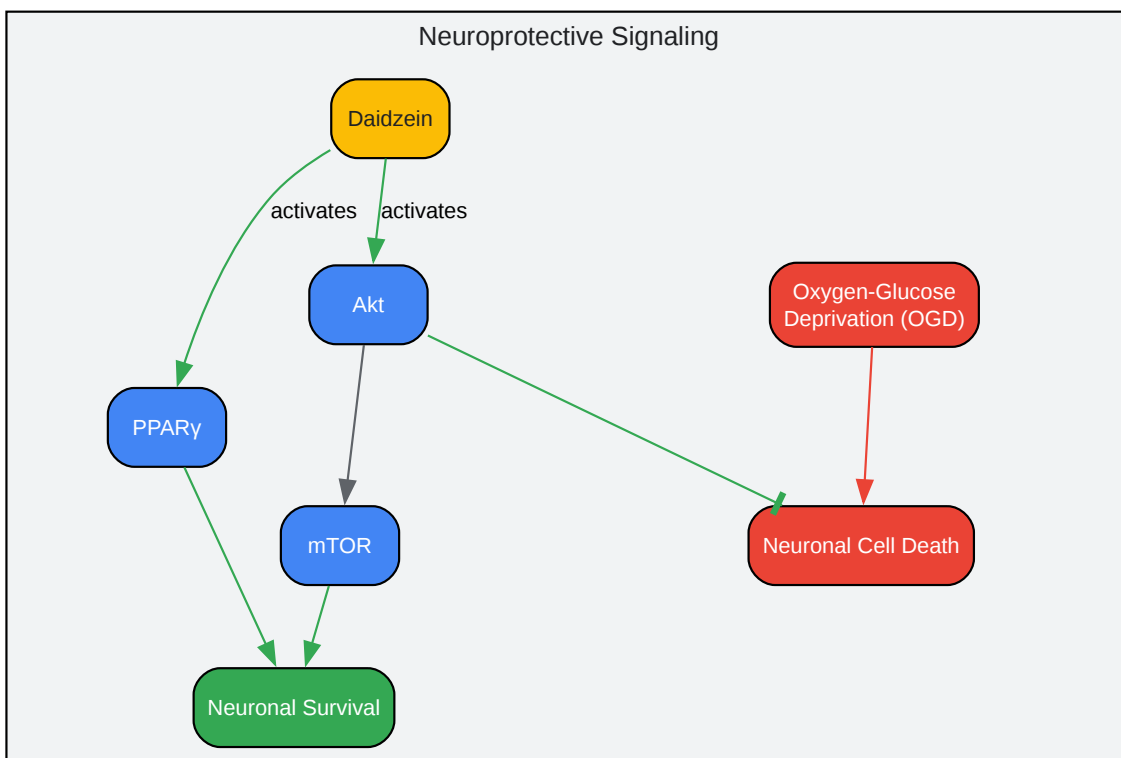 Neuroprotective Signaling
Daidzein
activates
activates
Akt
Oxygen-Glucose
Deprivation (OGD)
PPARγ
mTOR
Neuronal Cell Death
Neuronal Survival